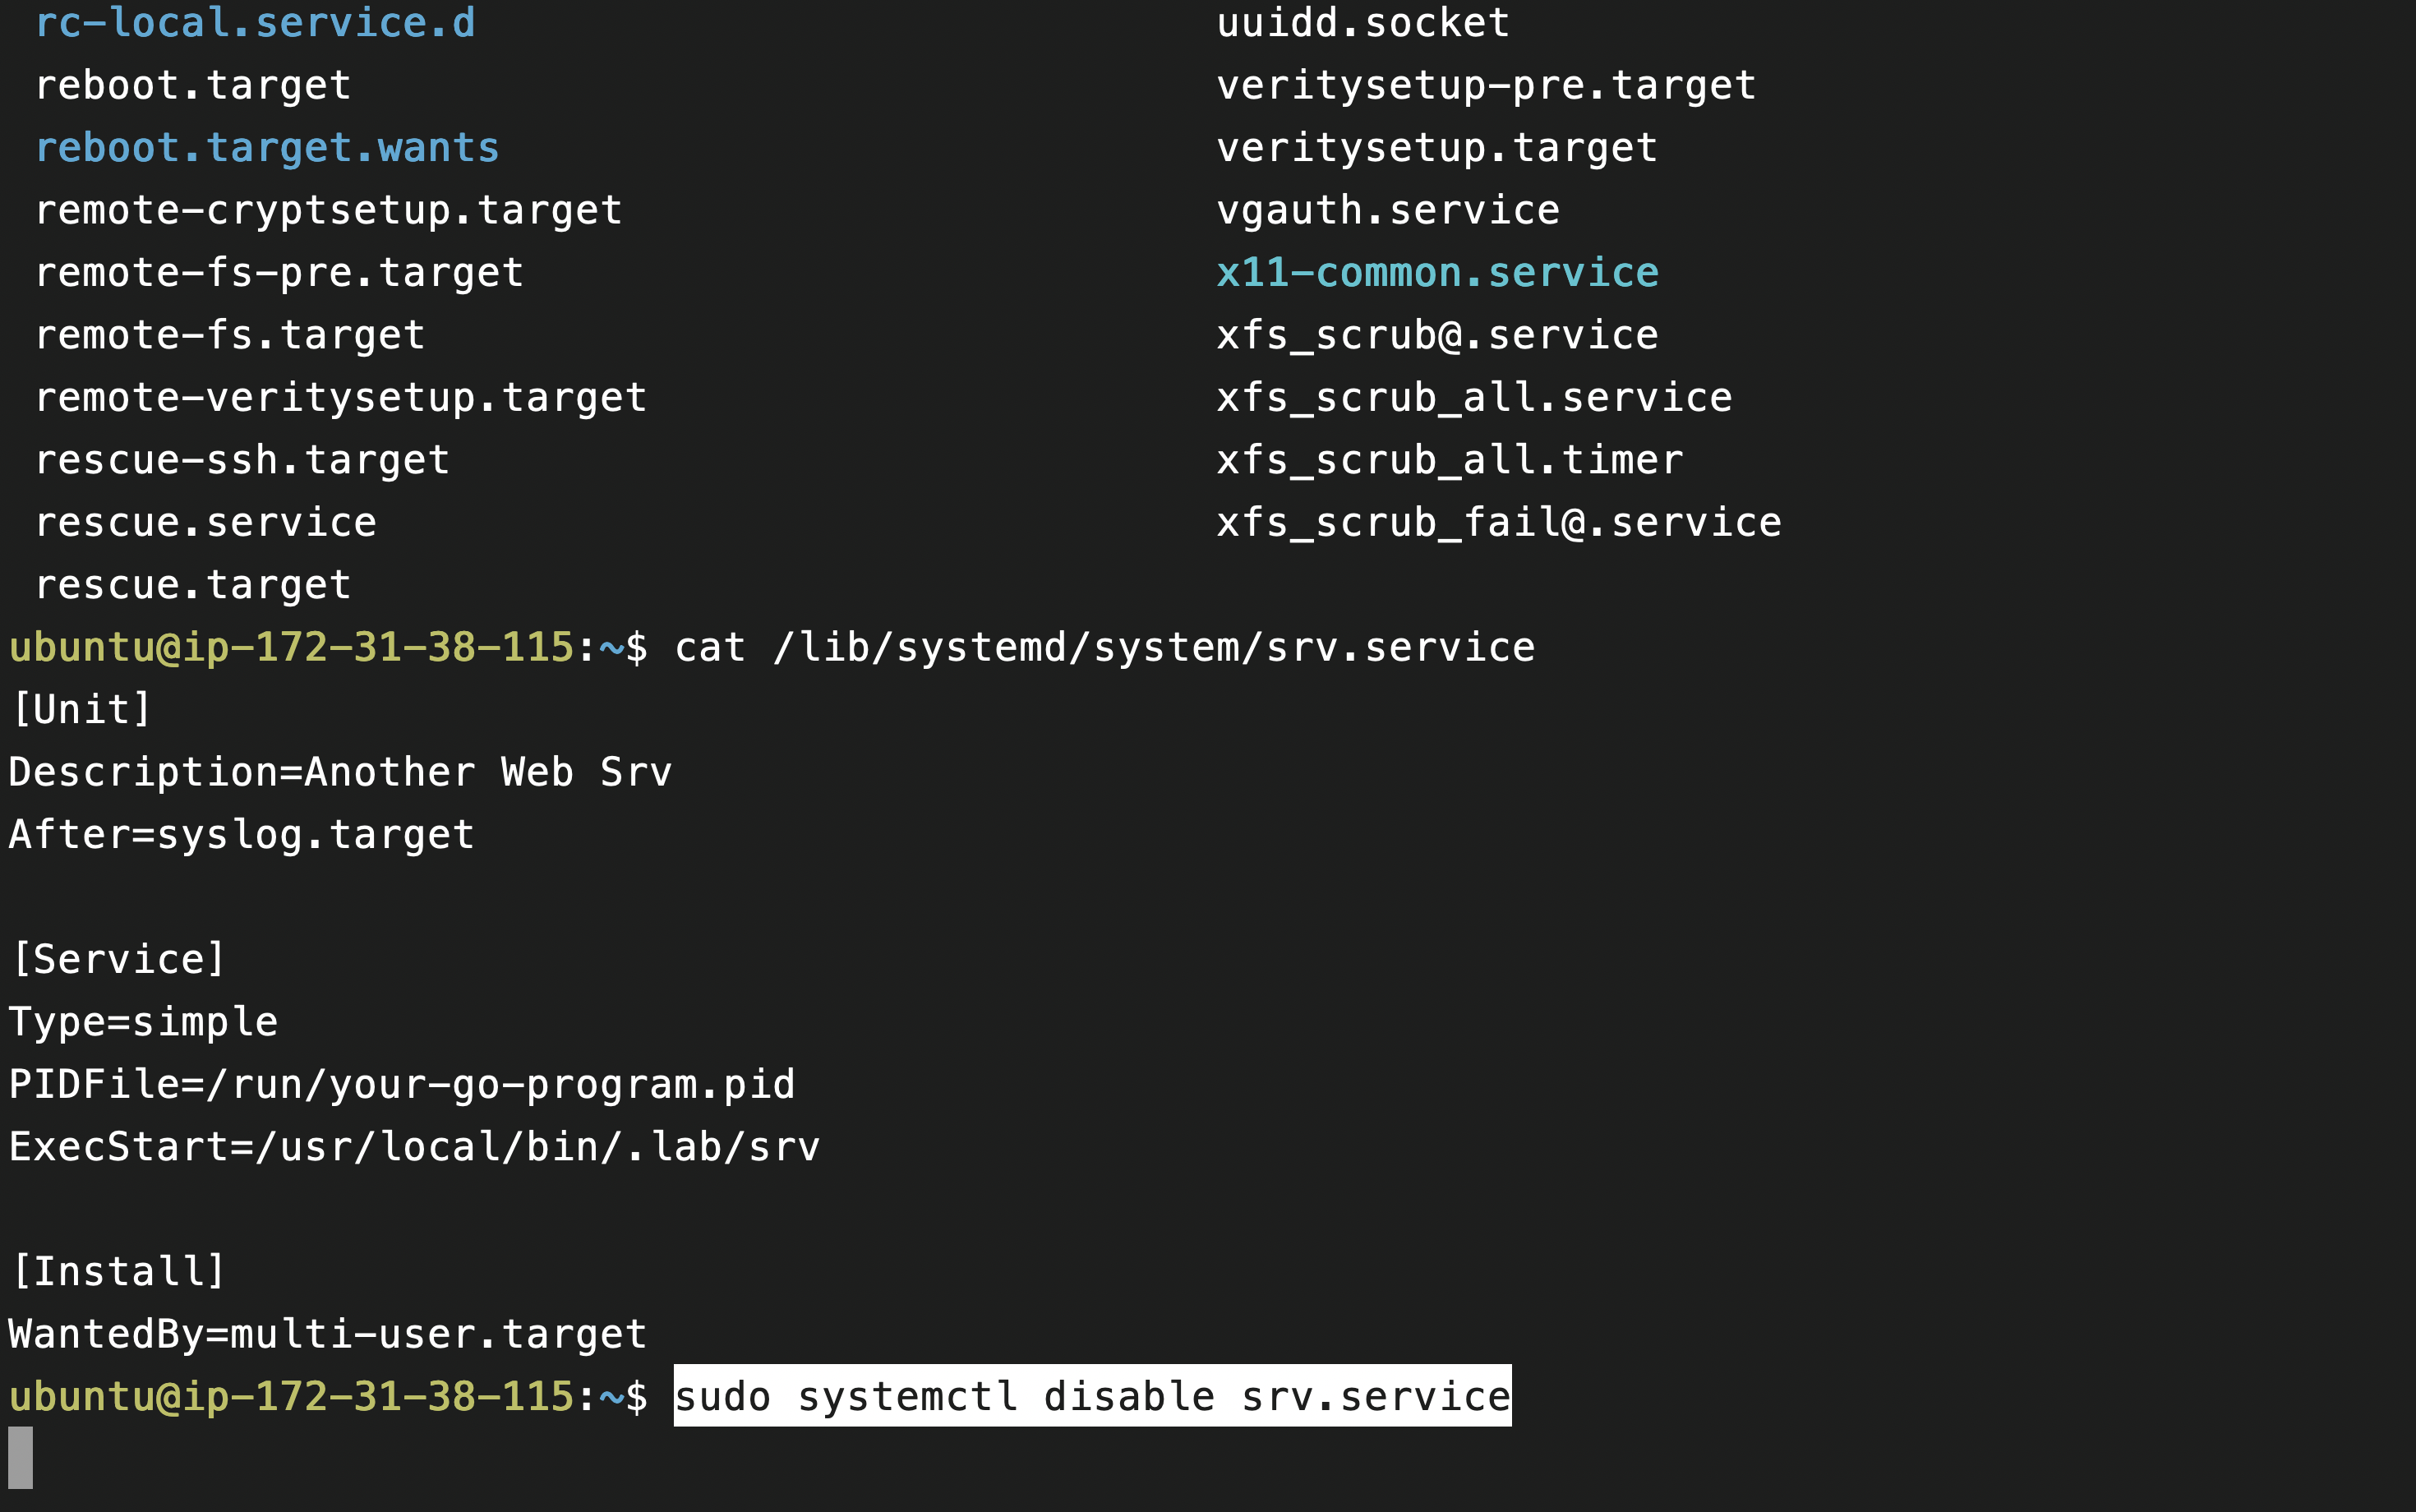 rc-local.service.d uuidd.socket
reboot.target veritysetup-pre.target
reboot.target.wants veritysetup.target
remote-cryptsetup.target vgauth.service
remote-fs-pre.target x11-common.service
remote-fs.target xfs_scrub@.service
remote-veritysetup.target xfs_scrub_all.service
rescue-ssh.target xfs_scrub_all.timer
rescue.service xfs_scrub_fail@.service
rescue.target
ubuntu@ip-172-31-38-115:~$ cat /lib/systemd/system/srv.service
[Unit]
Description=Another Web Srv
After=syslog.target
[Service]
Type=simple
PIDFile=/run/your-go-program.pid
ExecStart=/usr/local/bin/.lab/srv
[Install]
WantedBy=multi-user.target
ubuntu@ip-172-31-38-115:~$ sudo systemctl disable srv.service